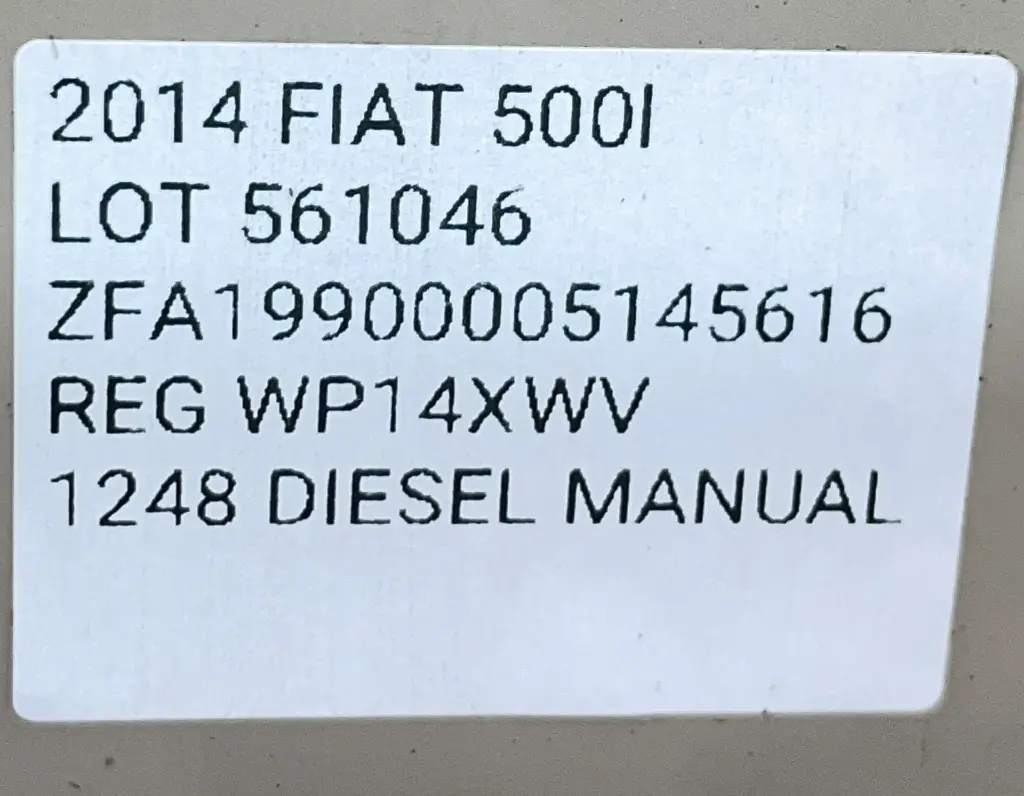 2014 FIAT 500l
LOT 561046
ZFA19900005145616
REG WP14XWV
1248 DIESEL MANUAL